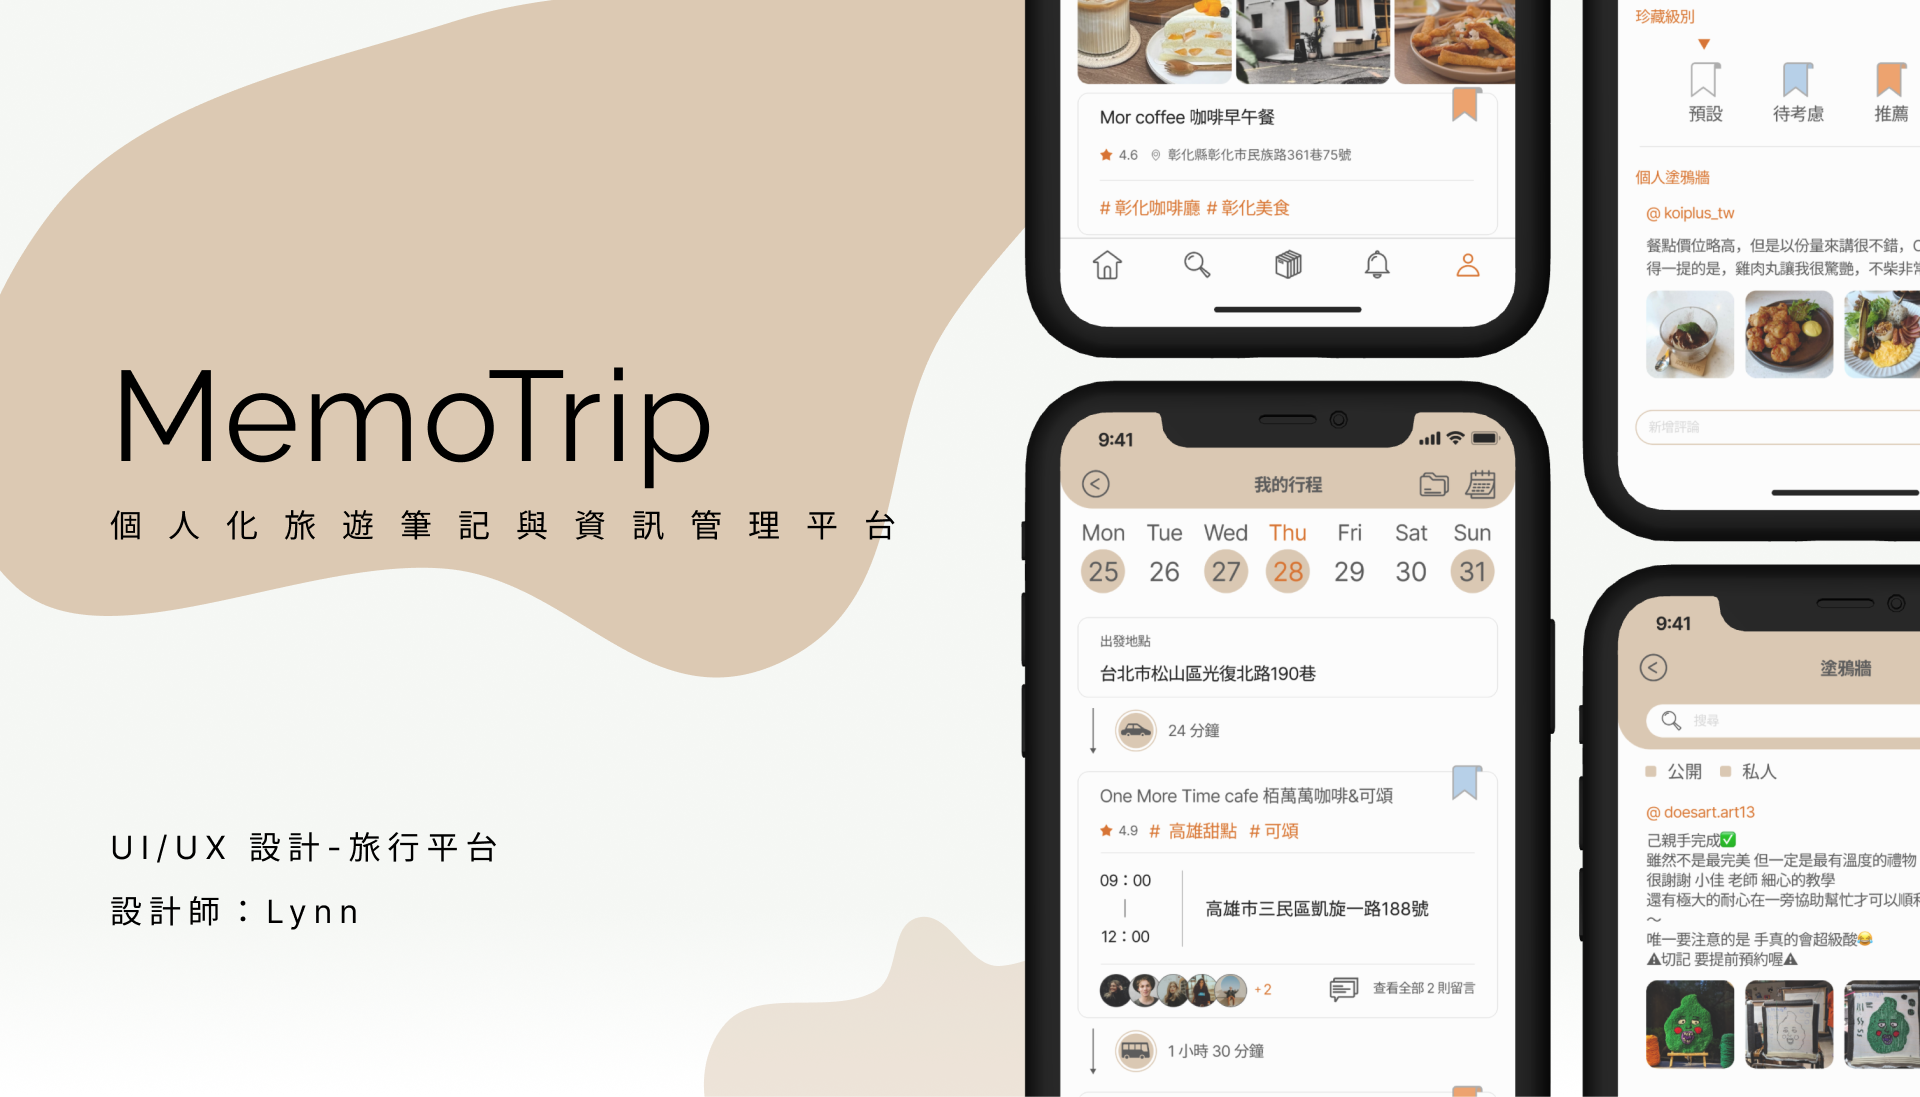 MemoTrip
個人化旅遊筆記與資訊管理平台
UI/UX 設計-旅行平台
設計師：Lynn
Mor coffee 咖啡早午餐
4.6 彰化縣彰化市民族路361巷75號
# 彰化咖啡廳 # 彰化美食
9:41
我的行程
Mon Tue Wed Thu Fri Sat Sun
25 26 27 28 29 30 31
出發地點
台北市松山區光復北路190巷
24 分鐘
One More Time cafe 栢萬萬咖啡&可頌
4.9 # 高雄甜點 # 可頌
09：00
12：00
高雄市三民區凱旋一路188號
+2 查看全部 2 則留言
1 小時 30 分鐘
珍藏級別
預設 待考慮 推薦
個人塗鴉牆
@ koiplus_tw
餐點價位略高，但是以份量來講很不錯，C
得一提的是，雞肉丸讓我很驚艷，不柴非常
新增評論
9:41
塗鴉牆
搜尋
公開 私人
@ doesart.art13
己親手完成✅
雖然不是最完美 但一定是最有溫度的禮物
很謝謝 小佳 老師 細心的教學
還有極大的耐心在一旁協助幫忙才可以順利
～
唯一要注意的是 手真的會超級酸😂
⚠切記 要提前預約喔⚠